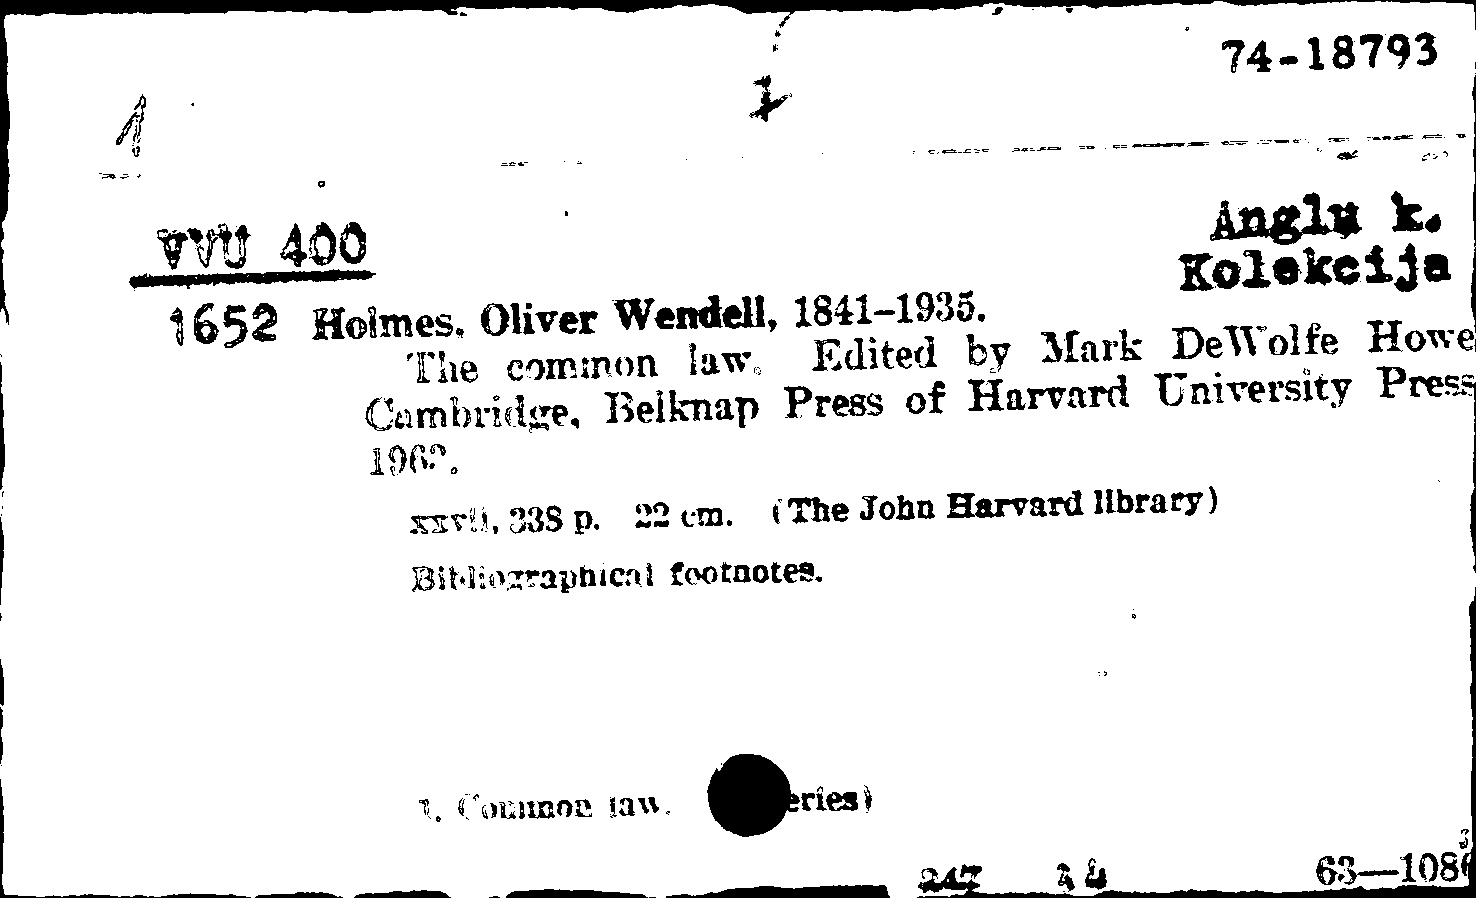 74-18793
1
VVU 400
Anglų k.
Kolekcija
1652 Holmes, Oliver Wendell, 1841–1935.
The common law. Edited by Mark DeWolfe Howe
Cambridge, Belknap Press of Harvard University Press
xxvii, 338 p. 22 cm. (The John Harvard library)
Bibliographical footnotes.
1. Common law. eries)
63—108